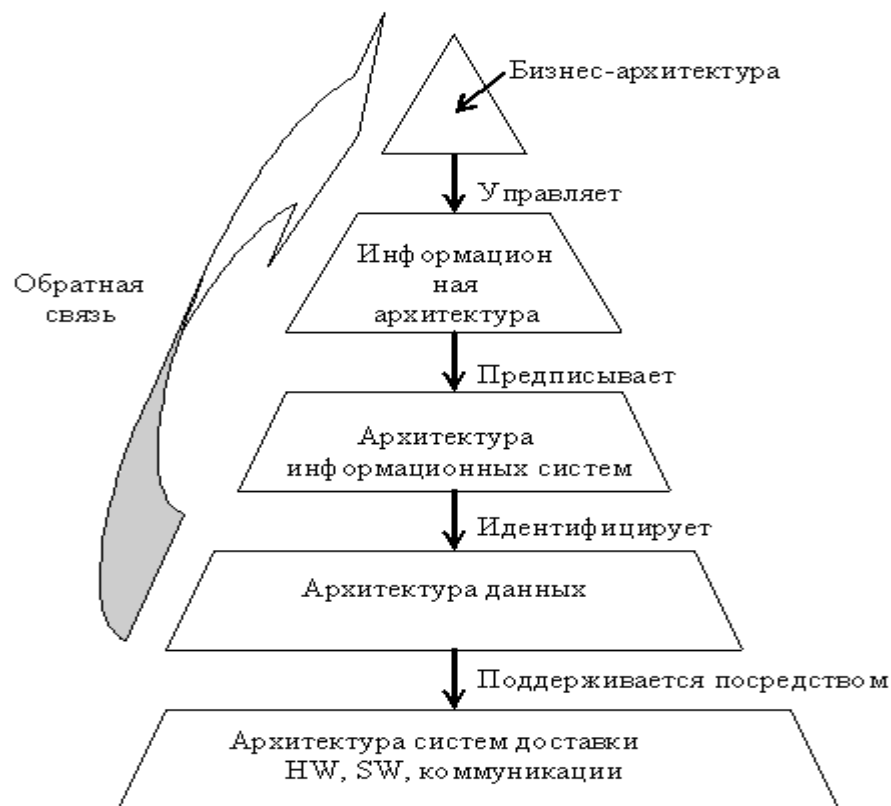 Бизнес-архитектура
Управляет
Информацион
ная
архитектура
Обратная
связь
Предписывает
Архитектура
информационных систем
Идентифицирует
Архитектура данных
Поддерживается посредством
Архитектура систем доставки
HW, SW, коммуникации